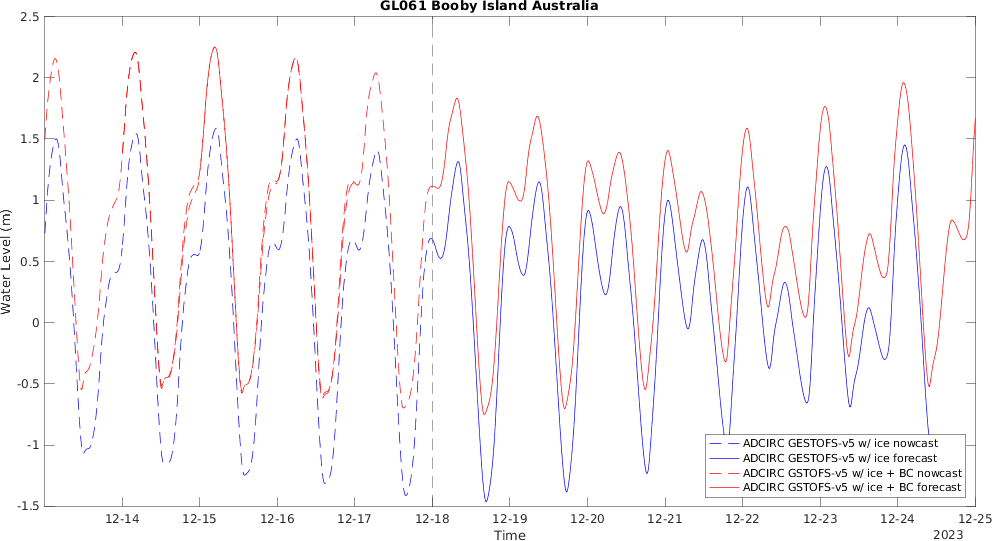 GL061 Booby Island Australia
2.5
2
1.5
1
0.5
0
-0.5
-1
-1.5
Water Level (m)
ADCIRC GESTOFS-v5 w/ ice nowcast
ADCIRC GESTOFS-v5 w/ ice forecast
ADCIRC GSTOFS-v5 w/ ice + BC nowcast
ADCIRC GSTOFS-v5 w/ ice + BC forecast
12-14 12-15 12-16 12-17 12-18 12-19 12-20 12-21 12-22 12-23 12-24 12-25
Time
2023